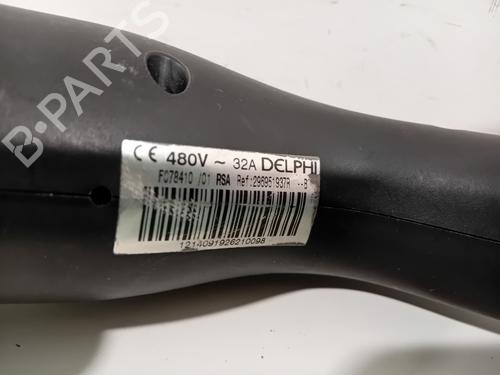 B-PARTS
CE 480V ~ 32A DELPHI
FC78410 /01 RSA Ref:296951937R --B
1214091926210098